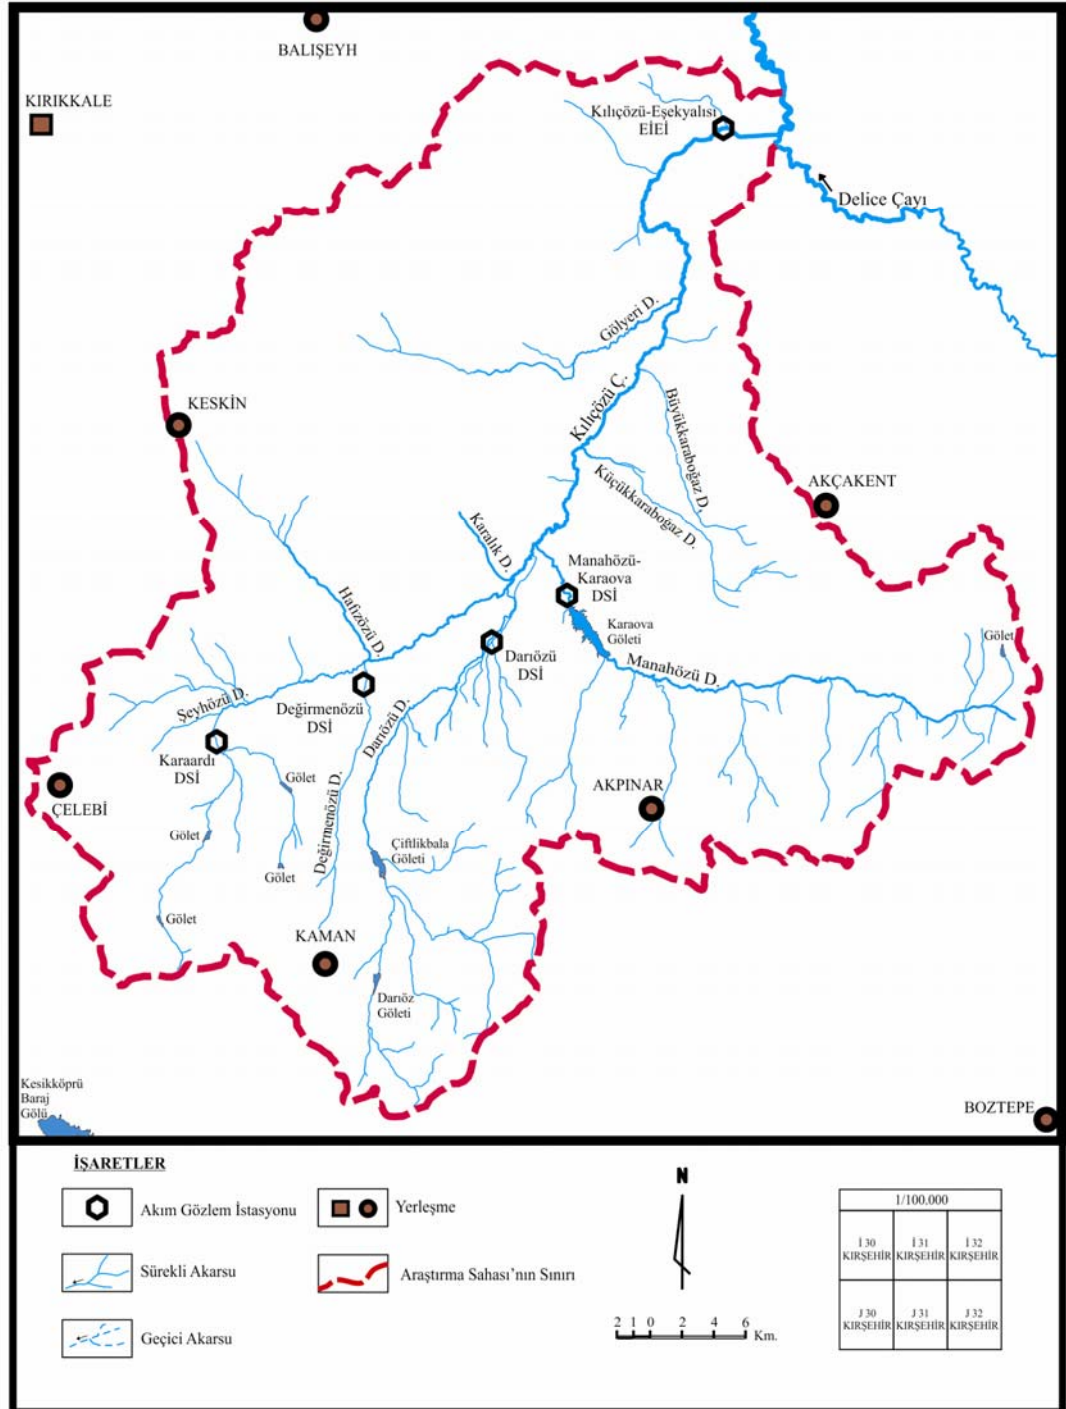 BALIŞEYH
KIRIKKALE
Kılıçözü-Eşekyalısı
EİEİ
Delice Çayı
Gölyeri D.
KESKİN
Kılıçözü Ç.
Büyükkaraboğaz D.
AKÇAKENT
Küçükkaraboğaz D.
Karalık D.
Manahözü-
Karaova
DSİ
Hafızözü D.
Karaova
Göleti
Gölet
Darıözü
DSİ
Manahözü D.
Şeyhözü D.
Değirmenözü
DSİ
Darıözü D.
Karaardı
DSİ
Gölet
ÇELEBİ
AKPINAR
Değirmenözü D.
Gölet
Çiftlikbala
Göleti
Gölet
Gölet
KAMAN
Darıöz
Göleti
Kesikköprü
Baraj
Gölü
BOZTEPE
İŞARETLER
Akım Gözlem İstasyonu
Yerleşme
Sürekli Akarsu
Araştırma Sahası'nın Sınırı
Geçici Akarsu
N
2 1 0 2 4 6
Km.
1/100.000
İ 30 İ 31 İ 32
KIRŞEHİR KIRŞEHİR KIRŞEHİR
J 30 J 31 J 32
KIRŞEHİR KIRŞEHİR KIRŞEHİR